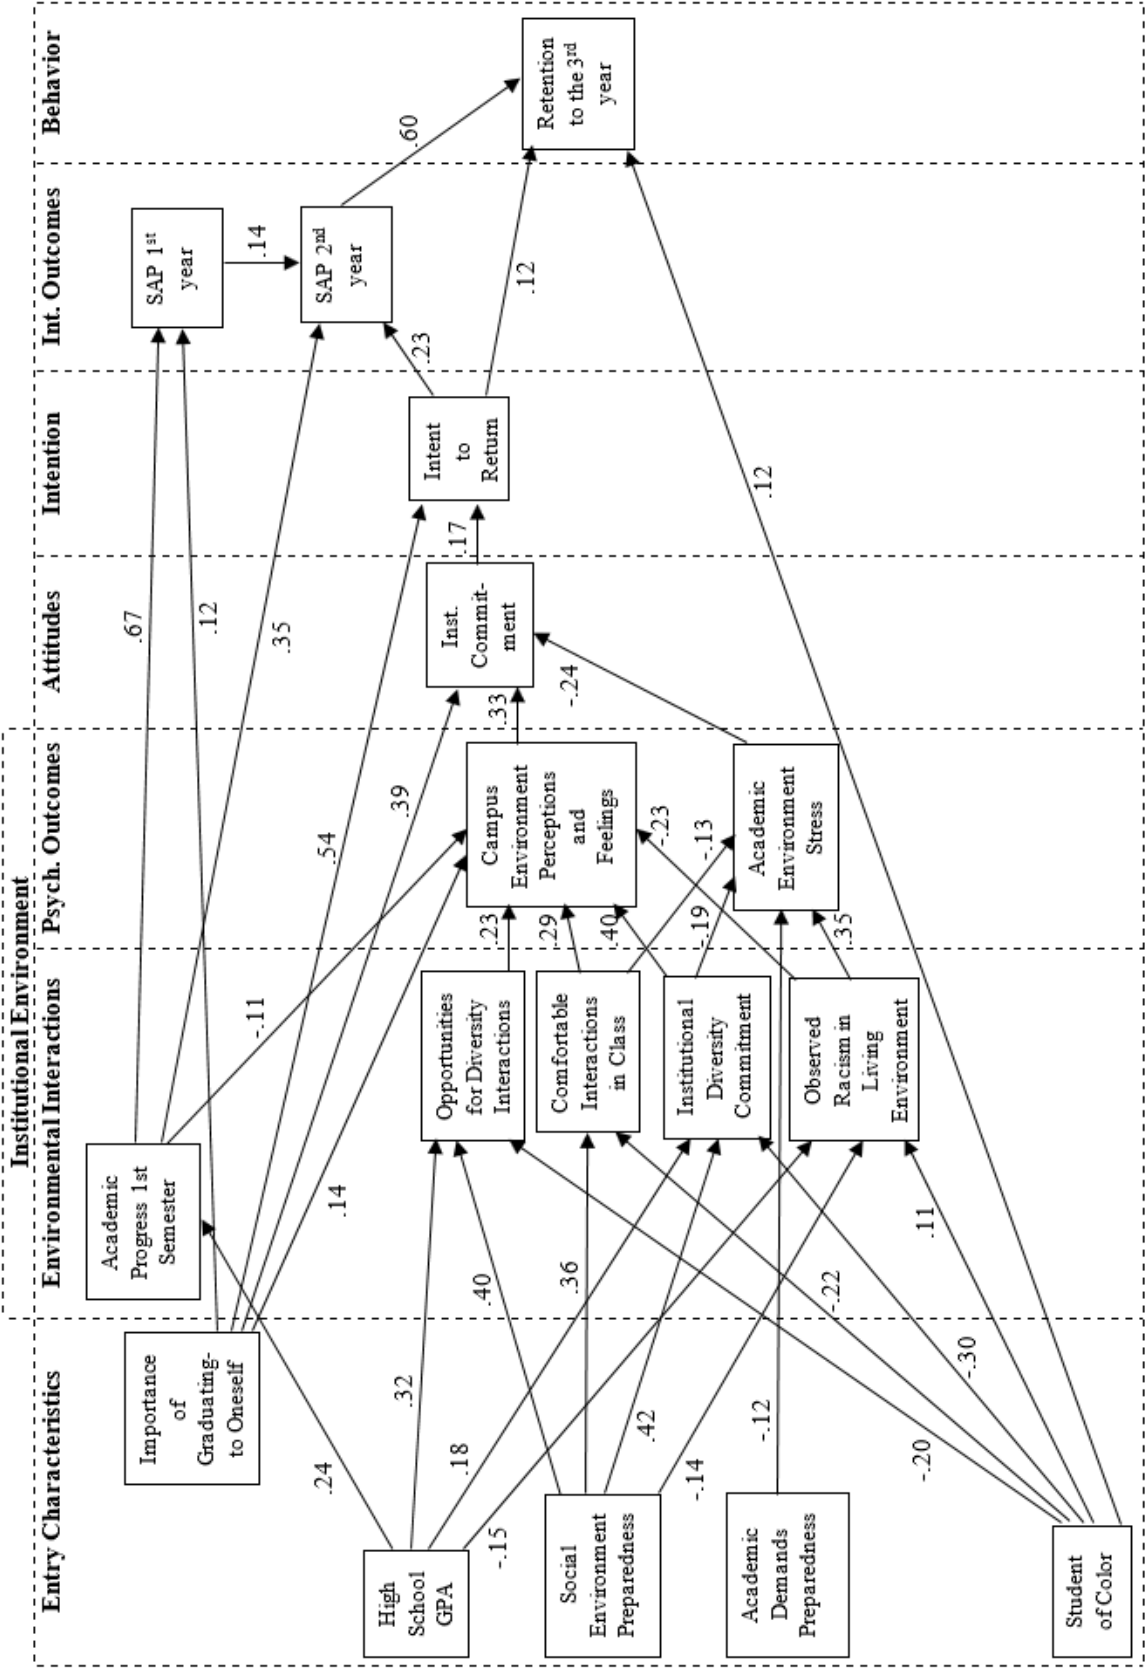 Institutional Environment
Entry Characteristics
Environmental Interactions
Psych. Outcomes
Attitudes
Intention
Int. Outcomes
Behavior
Importance
of
Graduating-
to Oneself
High
School
GPA
Social
Environment
Preparedness
Academic
Demands
Preparedness
Student
of Color
Academic
Progress 1st
Semester
Opportunities
for Diversity
Interactions
Comfortable
Interactions
in Class
Institutional
Diversity
Commitment
Observed
Racism in
Living
Environment
Campus
Environment
Perceptions
and
Feelings
Academic
Environment
Stress
Inst.
Commit-
ment
Intent
to
Return
SAP 1st
year
SAP 2nd
year
Retention
to the 3rd
year
.67
.12
.35
-.11
.54
.39
.14
.24
.32
.18
-.15
.40
.36
.42
-.14
-.12
-.20
-.22
-.30
.11
.12
.23
.29
.40
-.23
-.13
-.19
.35
.33
-.24
.17
.23
.12
.14
.60